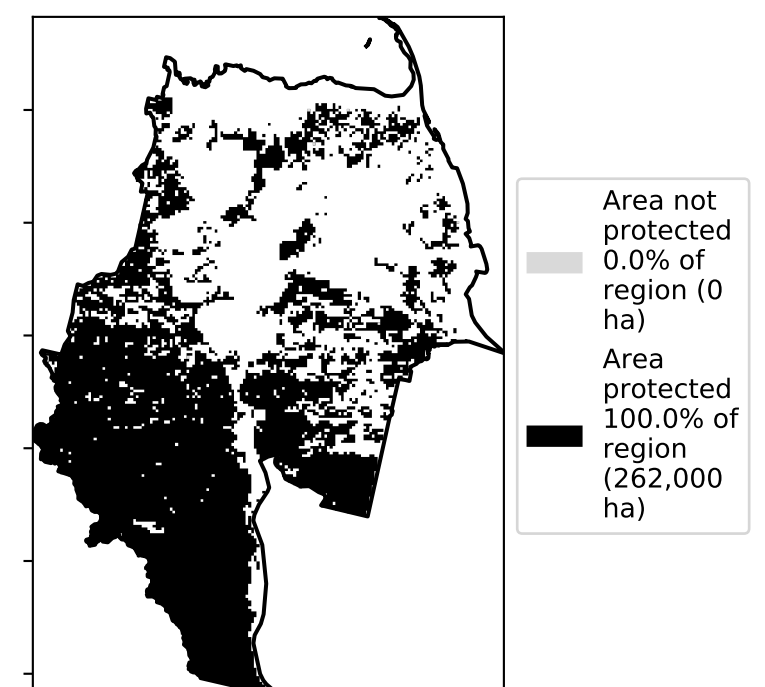 Area not
protected
0.0% of
region (0
ha)
Area
protected
100.0% of
region
(262,000
ha)